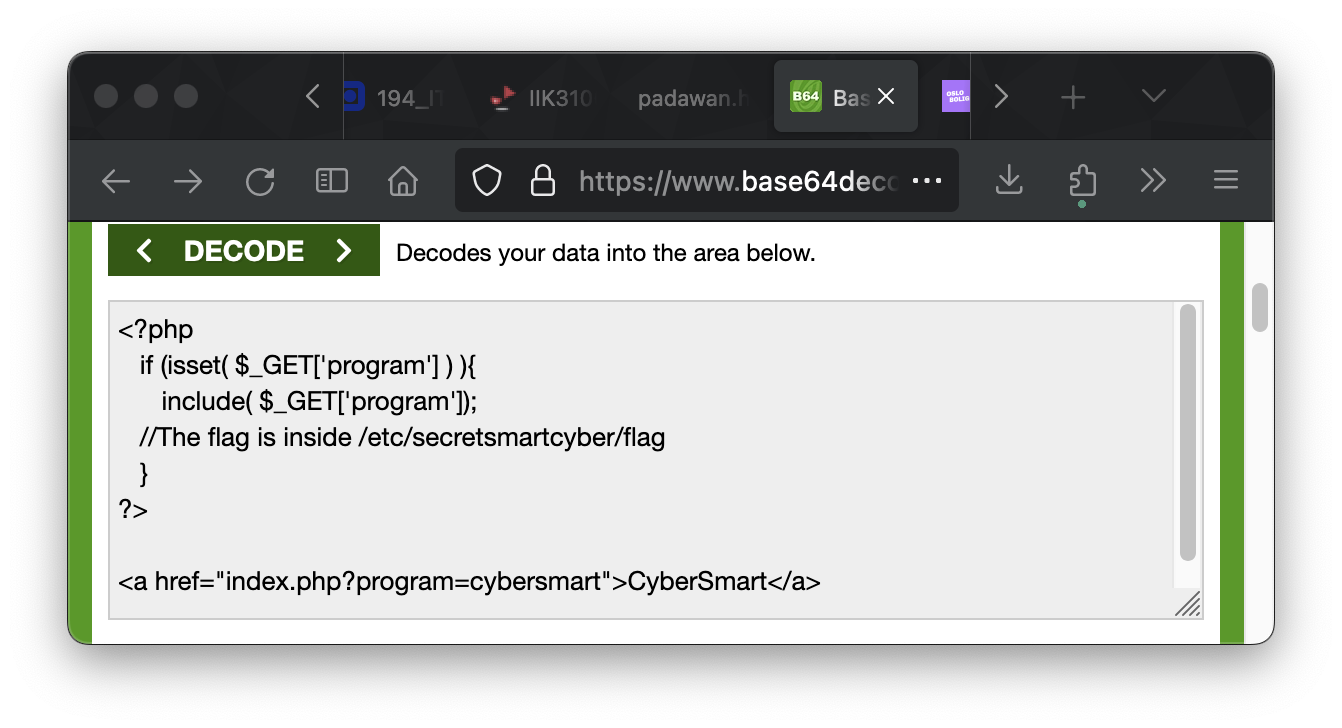 194_IT
IIK310
padawan.h
B64 Bas
OSLO
BOLIG
https://www.base64deco
DECODE Decodes your data into the area below.
<?php
if (isset( $_GET['program'] ) ){
include( $_GET['program']);
//The flag is inside /etc/secretsmartcyber/flag
}
?>
<a href="index.php?program=cybersmart">CyberSmart</a>